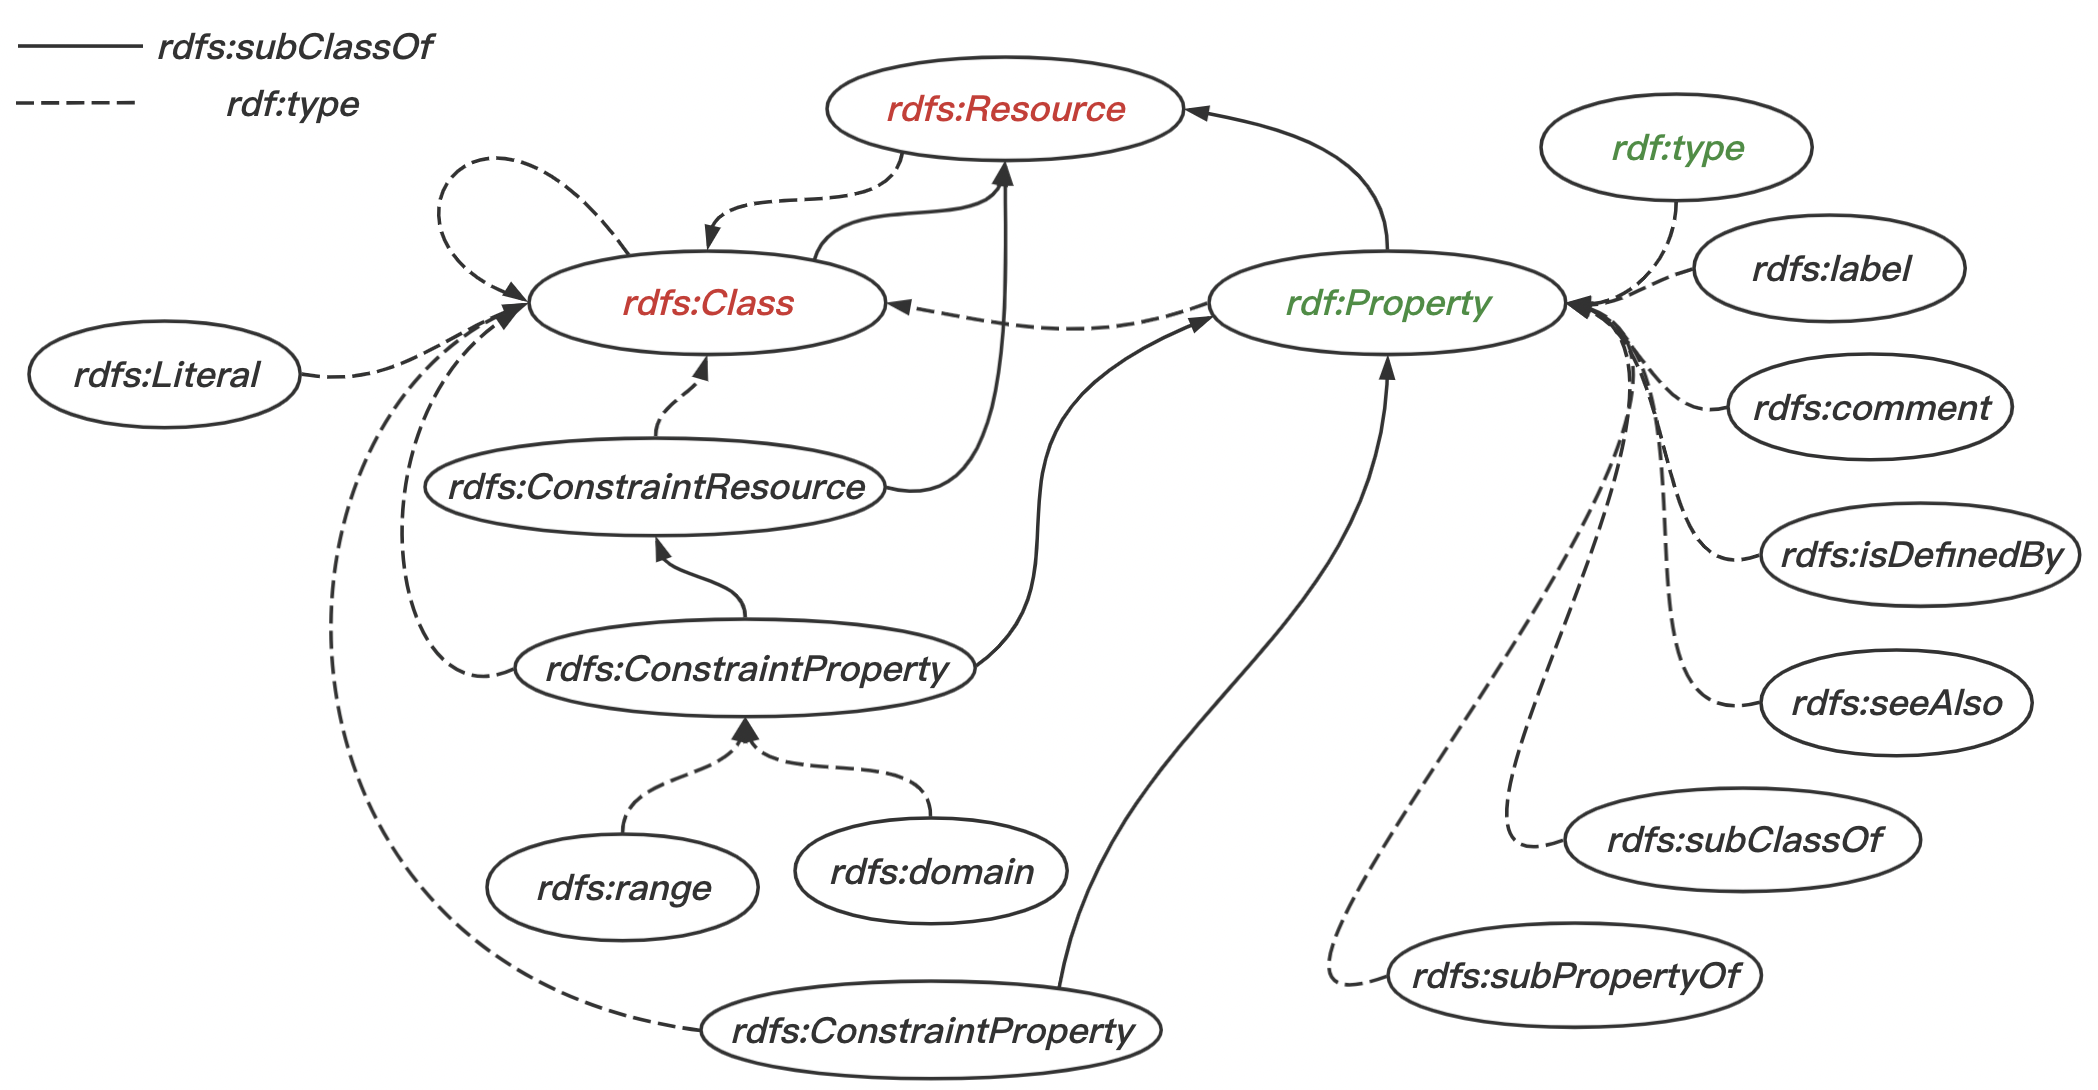 rdfs:subClassOf
rdf:type
rdfs:Resource
rdf:type
rdfs:label
rdfs:Class
rdf:Property
rdfs:Literal
rdfs:comment
rdfs:ConstraintResource
rdfs:isDefinedBy
rdfs:ConstraintProperty
rdfs:seeAlso
rdfs:subClassOf
rdfs:range
rdfs:domain
rdfs:subPropertyOf
rdfs:ConstraintProperty